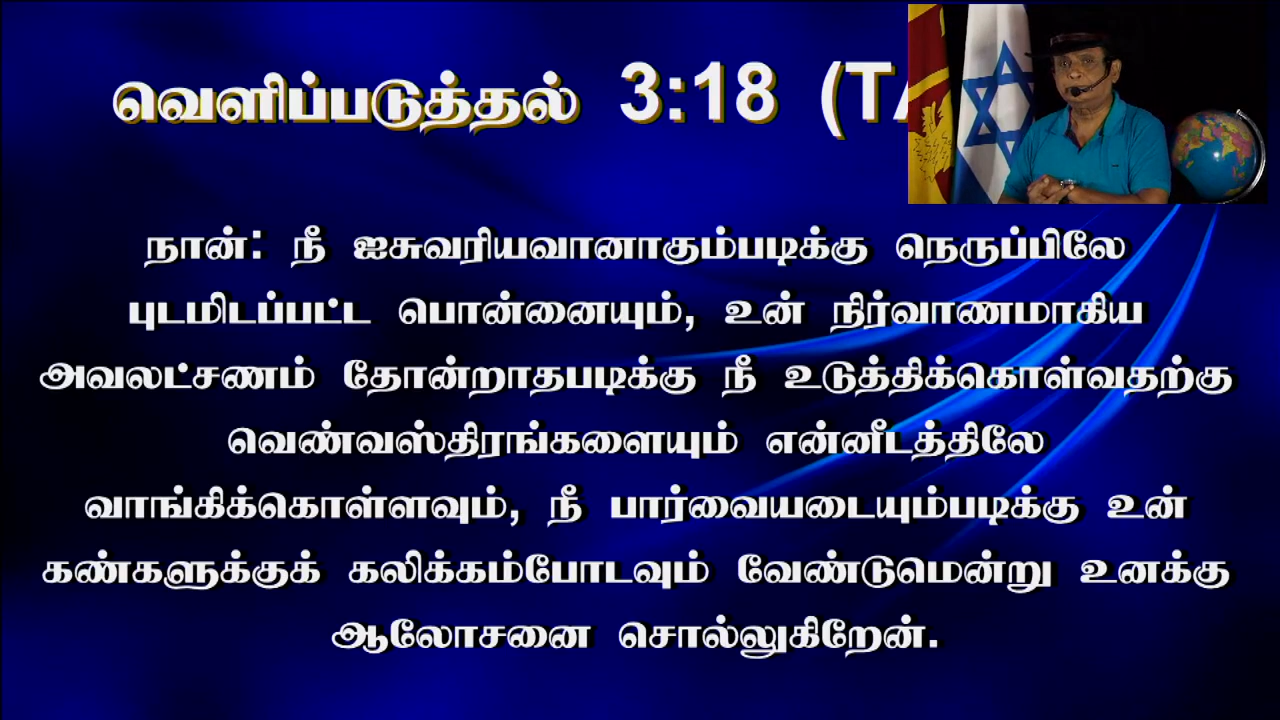 வெளிப்படுத்தல் 3:18 (TA
நான்: நீ ஐசுவரியவானாகும்படிக்கு நெருப்பிலே
புடமிடப்பட்ட பொன்னையும், உன் நிர்வாணமாகிய
அவலட்சணம் தோன்றாதபடிக்கு நீ உடுத்திக்கொள்வதற்கு
வெண்வஸ்திரங்களையும் என்னிடத்திலே
வாங்கிக்கொள்ளவும், நீ பார்வையடையும்படிக்கு உன்
கண்களுக்குக் கலிக்கம்போடவும் வேண்டுமென்று உனக்கு
ஆலோசனை சொல்லுகிறேன்.